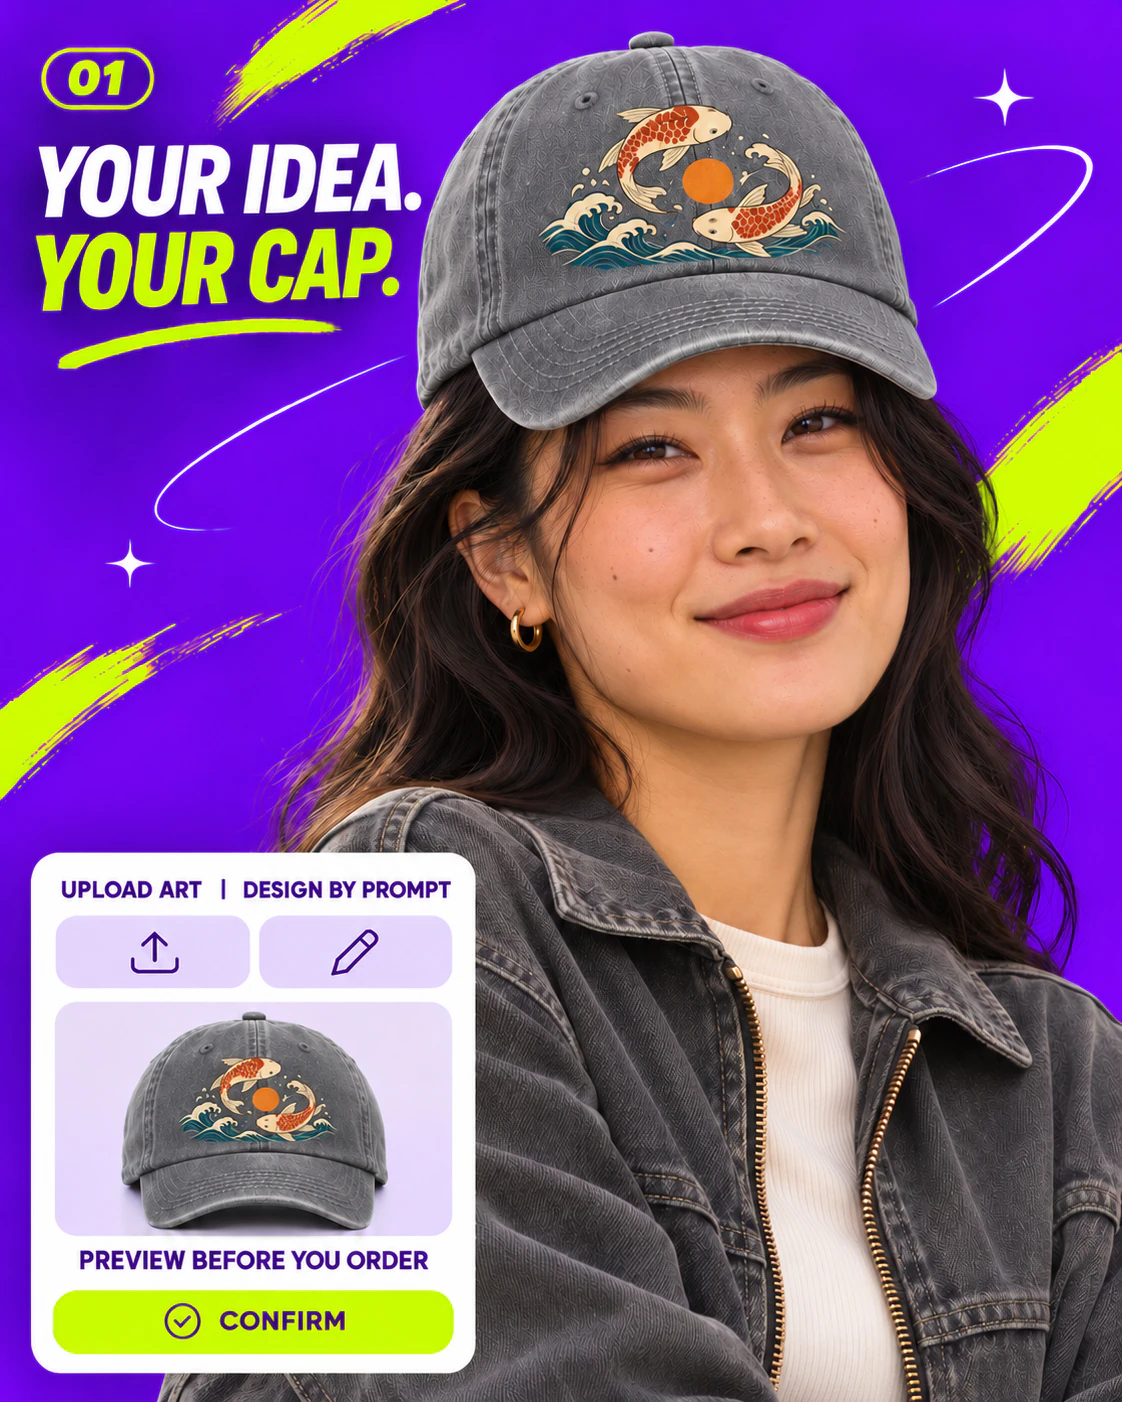 01
YOUR IDEA.
YOUR CAP.
UPLOAD ART | DESIGN BY PROMPT
PREVIEW BEFORE YOU ORDER
CONFIRM